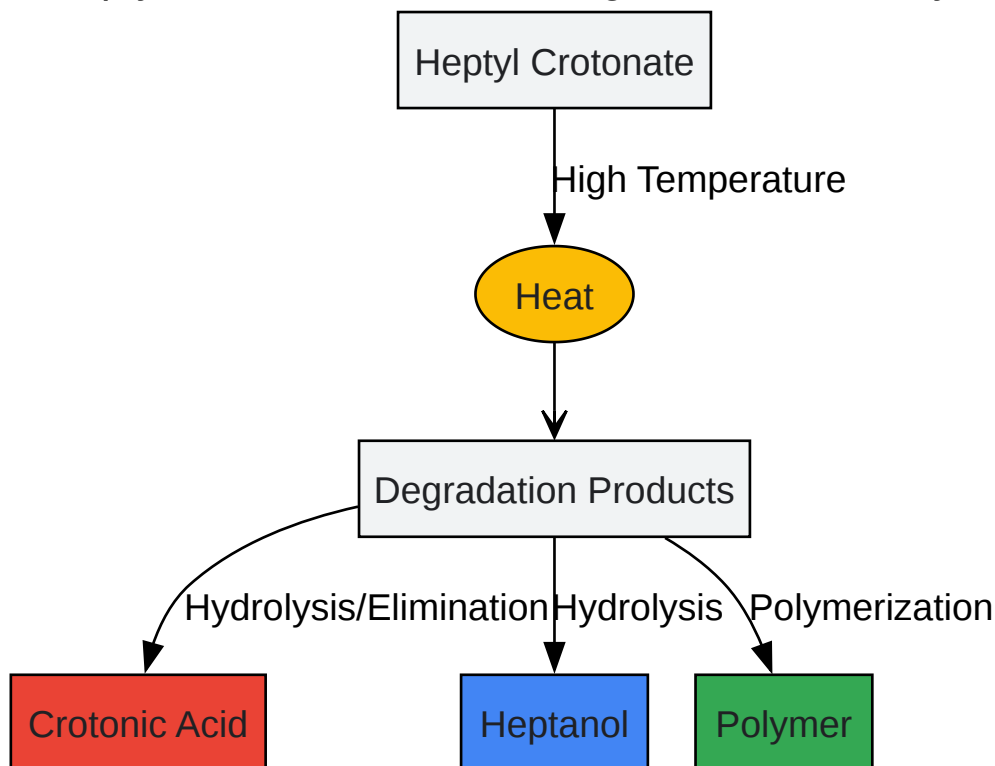 Heptyl Crotonate
High Temperature
Heat
Degradation Products
Hydrolysis/Elimination
Hydrolysis
Polymerization
Crotonic Acid
Heptanol
Polymer